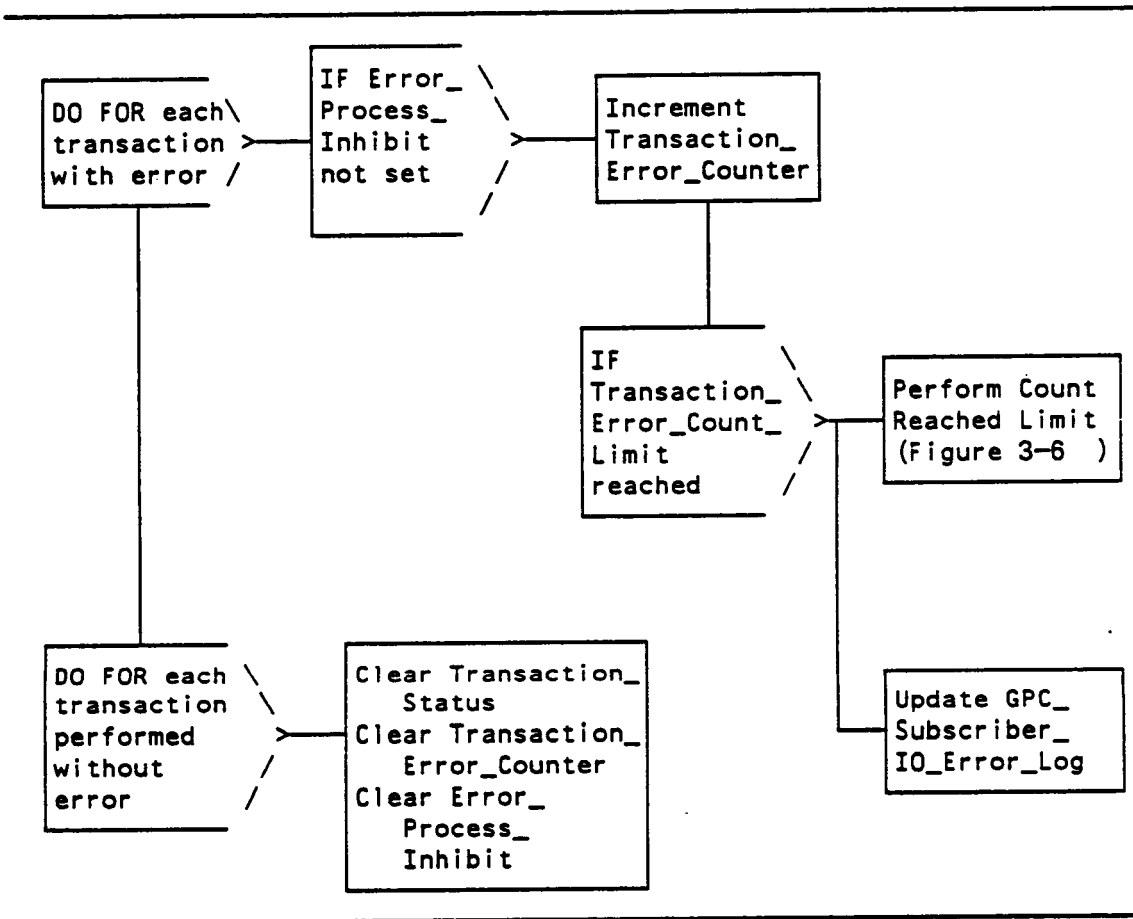 DO FOR each
transaction
with error
IF Error_
Process_
Inhibit
not set
Increment
Transaction_
Error_Counter
IF
Transaction_
Error_Count_
Limit
reached
Perform Count
Reached Limit
(Figure 3-6 )
DO FOR each
transaction
performed
without
error
Clear Transaction_
Status
Clear Transaction_
Error_Counter
Clear Error_
Process_
Inhibit
Update GPC_
Subscriber_
IO_Error_Log